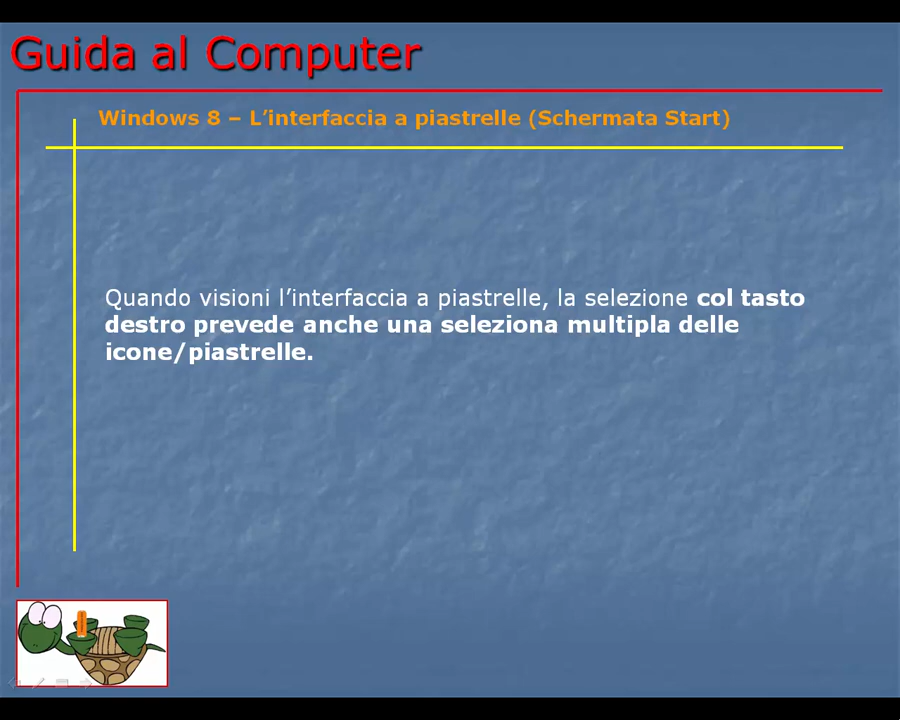 Guida al Computer
Windows 8 – L’interfaccia a piastrelle (Schermata Start)
Quando visioni l’interfaccia a piastrelle, la selezione col tasto
destro prevede anche una seleziona multipla delle
icone/piastrelle.